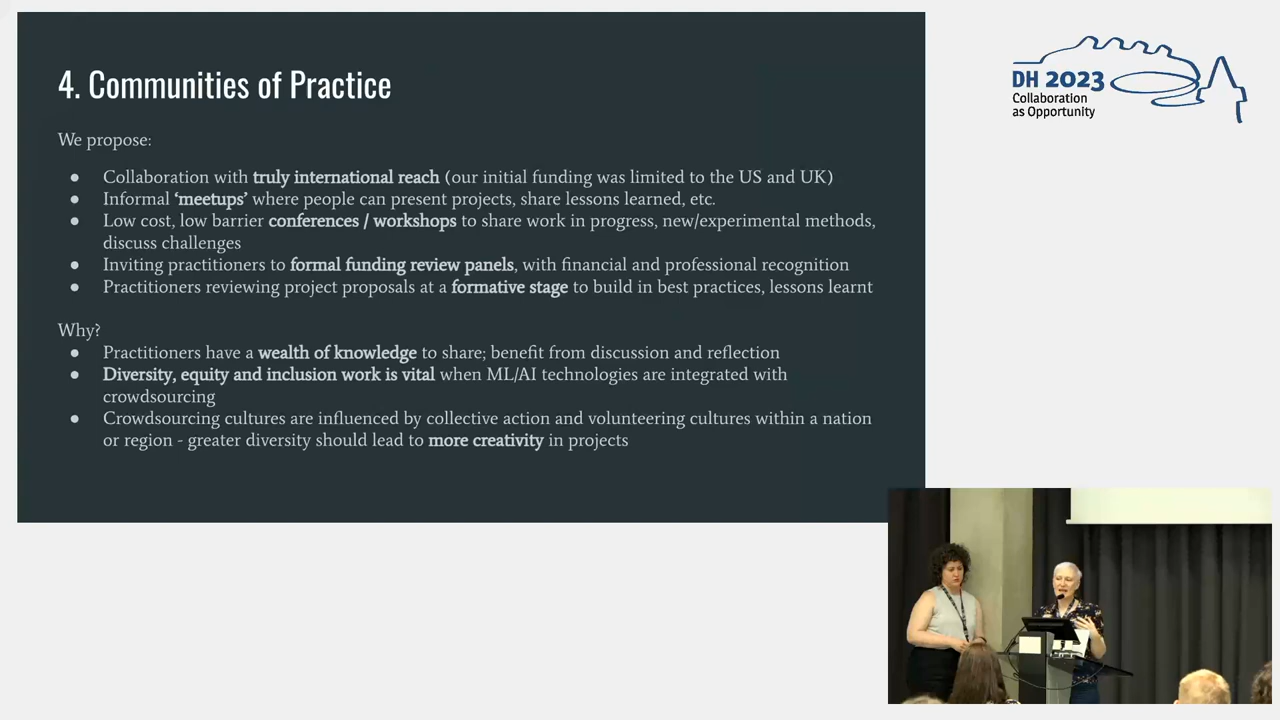 4. Communities of Practice
We propose:
● Collaboration with truly international reach (our initial funding was limited to the US and UK)
● Informal ‘meetups’ where people can present projects, share lessons learned, etc.
● Low cost, low barrier conferences / workshops to share work in progress, new/experimental methods,
discuss challenges
● Inviting practitioners to formal funding review panels, with financial and professional recognition
● Practitioners reviewing project proposals at a formative stage to build in best practices, lessons learnt
Why?
● Practitioners have a wealth of knowledge to share; benefit from discussion and reflection
● Diversity, equity and inclusion work is vital when ML/AI technologies are integrated with
crowdsourcing
● Crowdsourcing cultures are influenced by collective action and volunteering cultures within a nation
or region - greater diversity should lead to more creativity in projects
DH 2023
Collaboration
as Opportunity